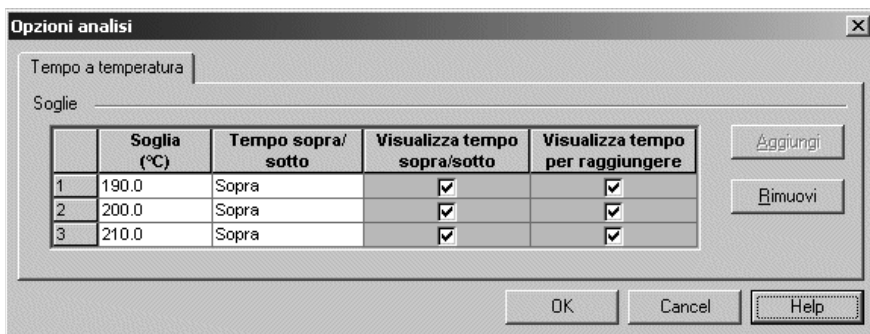 Opzioni analisi
Tempo a temperatura
Soglie
Soglia (°C) Tempo sopra/ sotto Visualizza tempo sopra/sotto Visualizza tempo per raggiungere
1 190.0 Sopra
2 200.0 Sopra
3 210.0 Sopra
Aggiungi
Rimuovi
OK Cancel Help